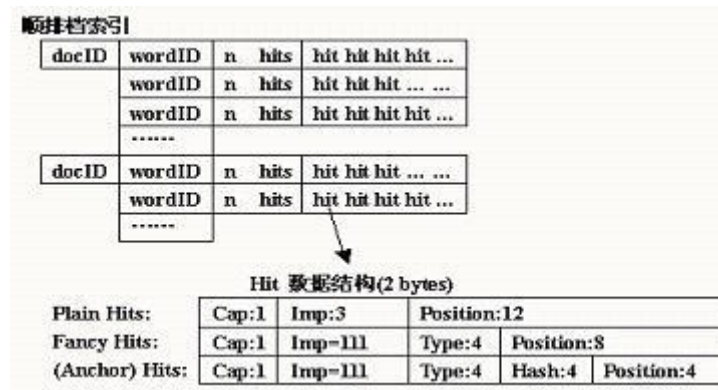 顺排档索引
docID wordID n hits hit hit hit hit ...
wordID n hits hit hit hit ... ...
wordID n hits hit hit hit hit ...
------
docID wordID n hits hit hit hit ... ...
wordID n hits hit hit hit hit ...
------
Hit 数据结构(2 bytes)
Plain Hits: Cap:1 Imp:3 Position:12
Fancy Hits: Cap:1 Imp=111 Type:4 Position:8
(Anchor) Hits: Cap:1 Imp=111 Type:4 Hash:4 Position:4